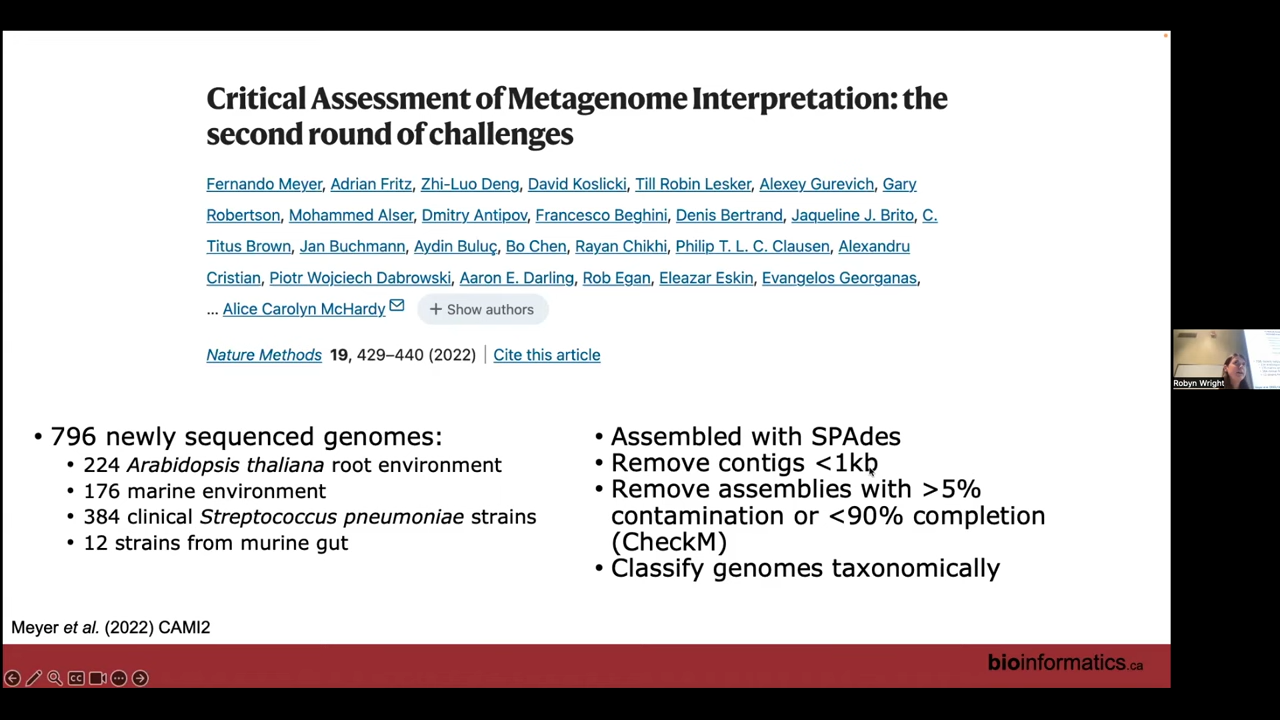 Critical Assessment of Metagenome Interpretation: the
second round of challenges
Fernando Meyer, Adrian Fritz, Zhi-Luo Deng, David Koslicki, Till Robin Lesker, Alexey Gurevich, Gary
Robertson, Mohammed Alser, Dmitry Antipov, Francesco Beghini, Denis Bertrand, Jaqueline J. Brito, C.
Titus Brown, Jan Buchmann, Aydin Buluç, Bo Chen, Rayan Chikhi, Philip T. L. C. Clausen, Alexandru
Cristian, Piotr Wojciech Dabrowski, Aaron E. Darling, Rob Egan, Eleazar Eskin, Evangelos Georganas,
... Alice Carolyn McHardy + Show authors
Nature Methods 19, 429–440 (2022) | Cite this article
• 796 newly sequenced genomes:
• 224 Arabidopsis thaliana root environment
• 176 marine environment
• 384 clinical Streptococcus pneumoniae strains
• 12 strains from murine gut
• Assembled with SPAdes
• Remove contigs <1kb
• Remove assemblies with >5%
contamination or <90% completion
(CheckM)
• Classify genomes taxonomically
Meyer et al. (2022) CAMI2
bioinformatics.ca
CC
Robyn Wright